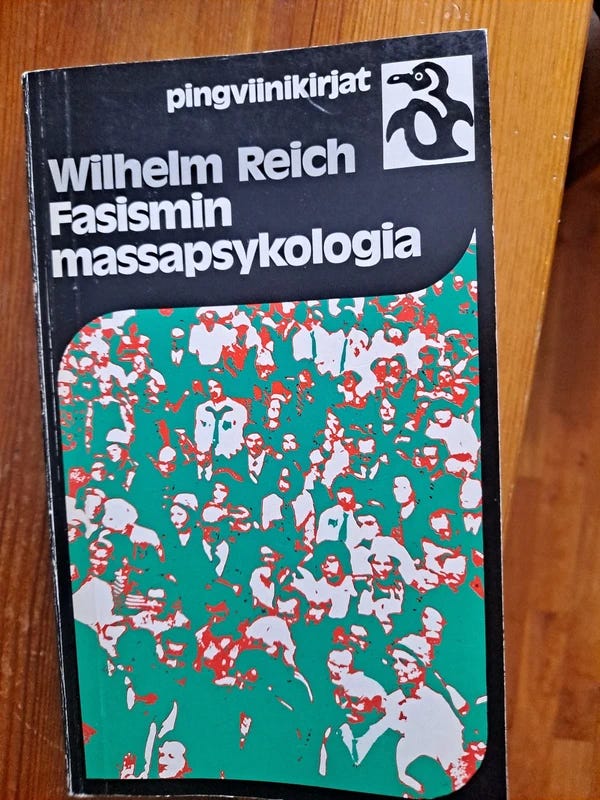 pingviinikirjat
Wilhelm Reich
Fasismin
massapsykologia